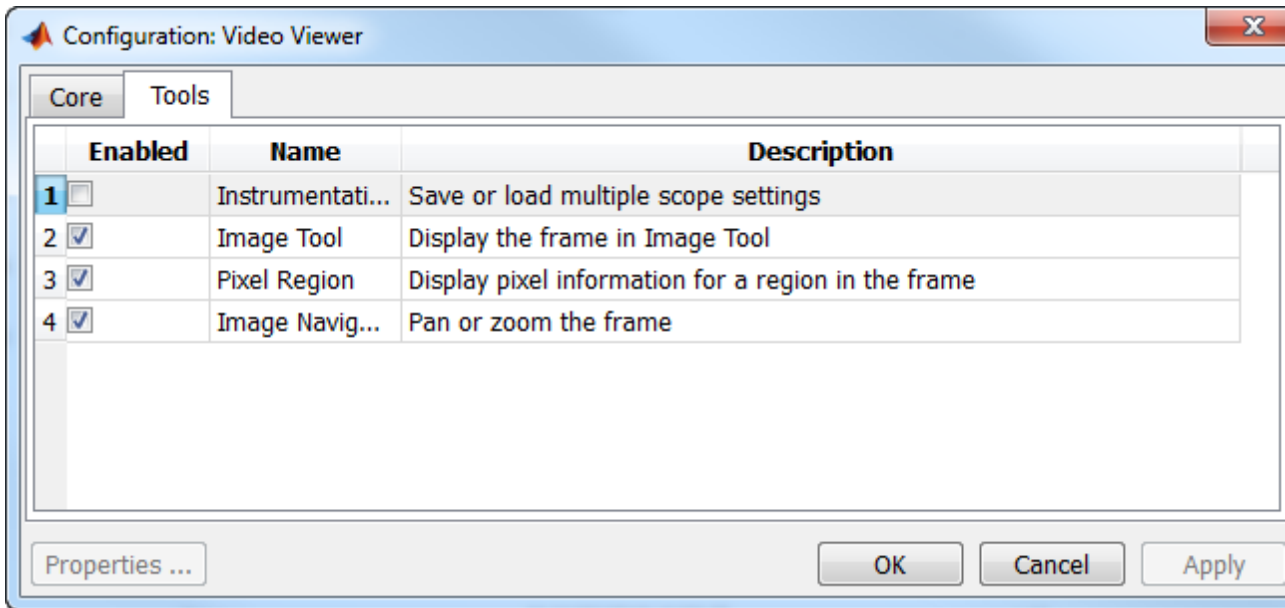 Configuration: Video Viewer
Core Tools
Enabled Name Description
1 Instrumentati... Save or load multiple scope settings
2 Image Tool Display the frame in Image Tool
3 Pixel Region Display pixel information for a region in the frame
4 Image Navig... Pan or zoom the frame
Properties ... OK Cancel Apply